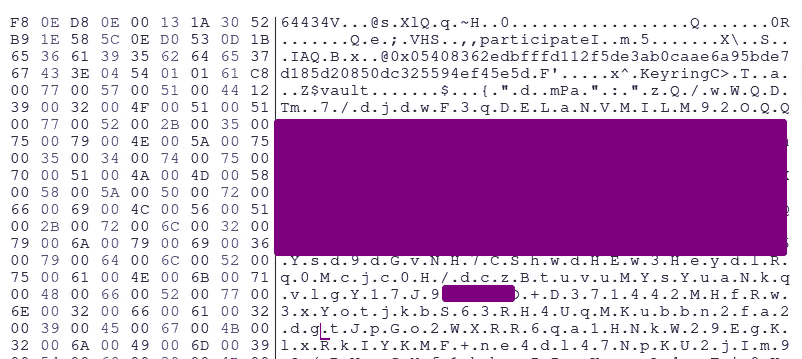 F8 0E D8 0E 00 13 1A 30 52 64434V...@s.XlQ.q.~H..0..................Q.......0R
B9 1E 58 5C 0E D0 53 0D 1B .......Q.e.;.VHS..,,participateI..m.5.......X\..S..
65 36 61 39 35 62 64 65 37 .IAQ.B.x..@0x05408362edbfffd112f5de3ab0caae6a95bde7
67 43 3E 04 54 01 01 61 C8 d185d20850dc325594ef45e5d.F'.....x^.KeyringC>.T..a.
00 77 00 57 00 51 00 44 12 ..Z$vault.......$...{.".d..mPa.".:.".z.Q./.w.W.Q.D.
39 00 32 00 4F 00 51 00 51 Tm..7./.d.j.d.w.F.3.q.D.E.L.a.N.V.M.I.L.M.9.2.O.Q.Q
00 77 00 52 00 2B 00 35 00
75 00 79 00 4E 00 5A 00 75
00 35 00 34 00 74 00 75 00
70 00 51 00 4A 00 4D 00 58
00 58 00 5A 00 50 00 72 00
66 00 69 00 4C 00 56 00 51
00 2B 00 72 00 6C 00 32 00
79 00 6A 00 79 00 69 00 36
00 79 00 64 00 6C 00 52 00 .Y.s.d.9.d.G.v.N.H./.C.S.h.w.d.H.E.w.3.H.e.y.d.l.R.
75 00 61 00 4E 00 6B 00 71 q.0.M.c.j.c.0.H./.d.c.z.B.t.u.v.u.M.Y.s.Y.u.a.N.k.q
00 48 00 66 00 52 00 77 00 .v.l.g.Y.1.7.J.9 .+.D.3.7.1.4.4.2.M.H.f.R.w.
6E 00 32 00 66 00 61 00 32 3.x.Y.o.t.j.k.b.S.6.3.R.H.4.U.q.M.K.u.b.b.n.2.f.a.2
00 39 00 45 00 67 00 4B 00 .d.g.t.J.p.G.o.2.W.X.R.R.6.q.a.1.H.N.k.W.2.9.E.g.K.
32 00 6A 00 49 00 6D 00 39 l.x.R.k.I.Y.K.M.F.+.n.e.4.d.l.4.7.N.p.K.U.2.j.I.m.9